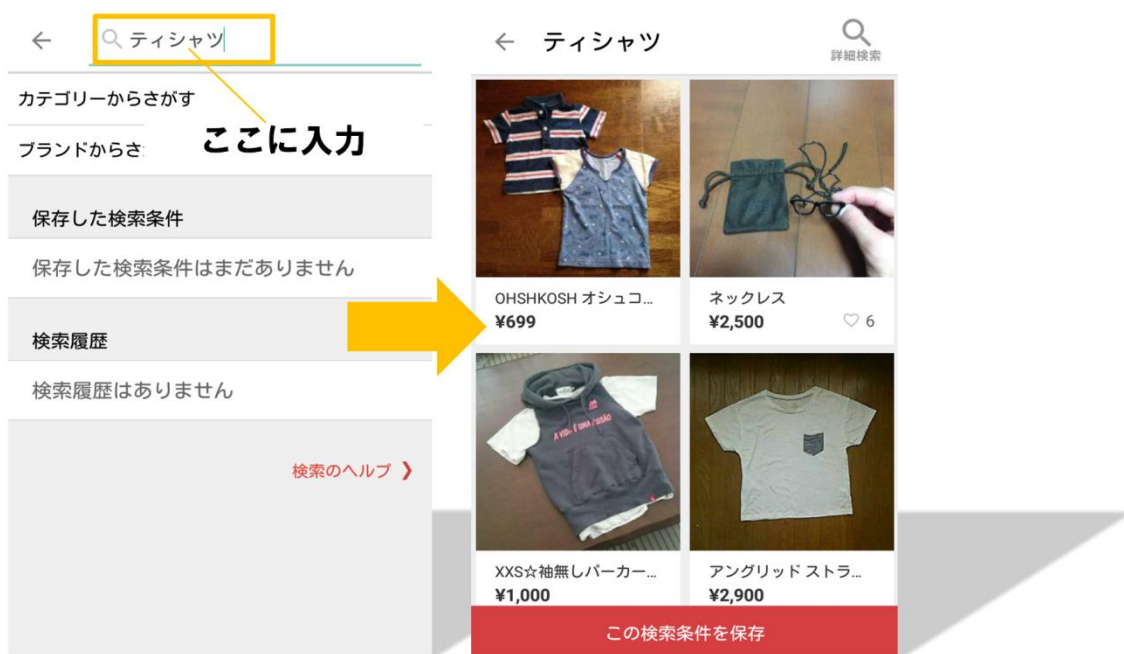 ティシャツ
カテゴリーからさがす
ブランドからさ
ここに入力
保存した検索条件
保存した検索条件はまだありません
検索履歴
検索履歴はありません
検索のヘルプ 》
ティシャツ
詳細検索
OHSHKOSH オシュコ...
¥699
ネックレス
¥2,500
6
A VIDA É UMA
XXS☆袖無しパーカー...
¥1,000
アングリッド ストラ...
¥2,900
この検索条件を保存